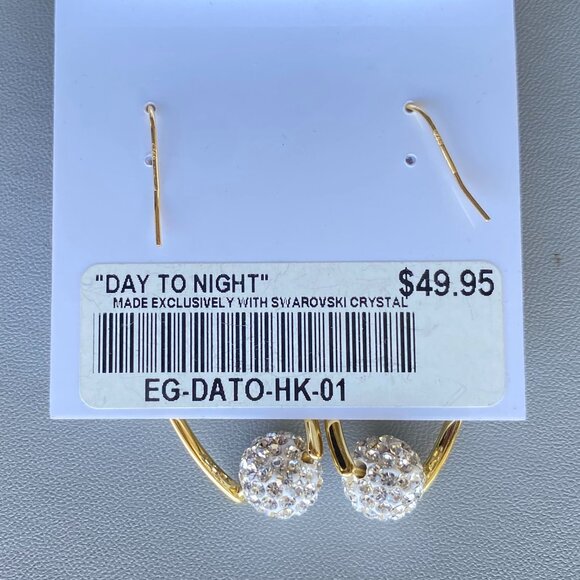 "DAY TO NIGHT" $49.95
MADE EXCLUSIVELY WITH SWAROVSKI CRYSTAL
EG-DATO-HK-01